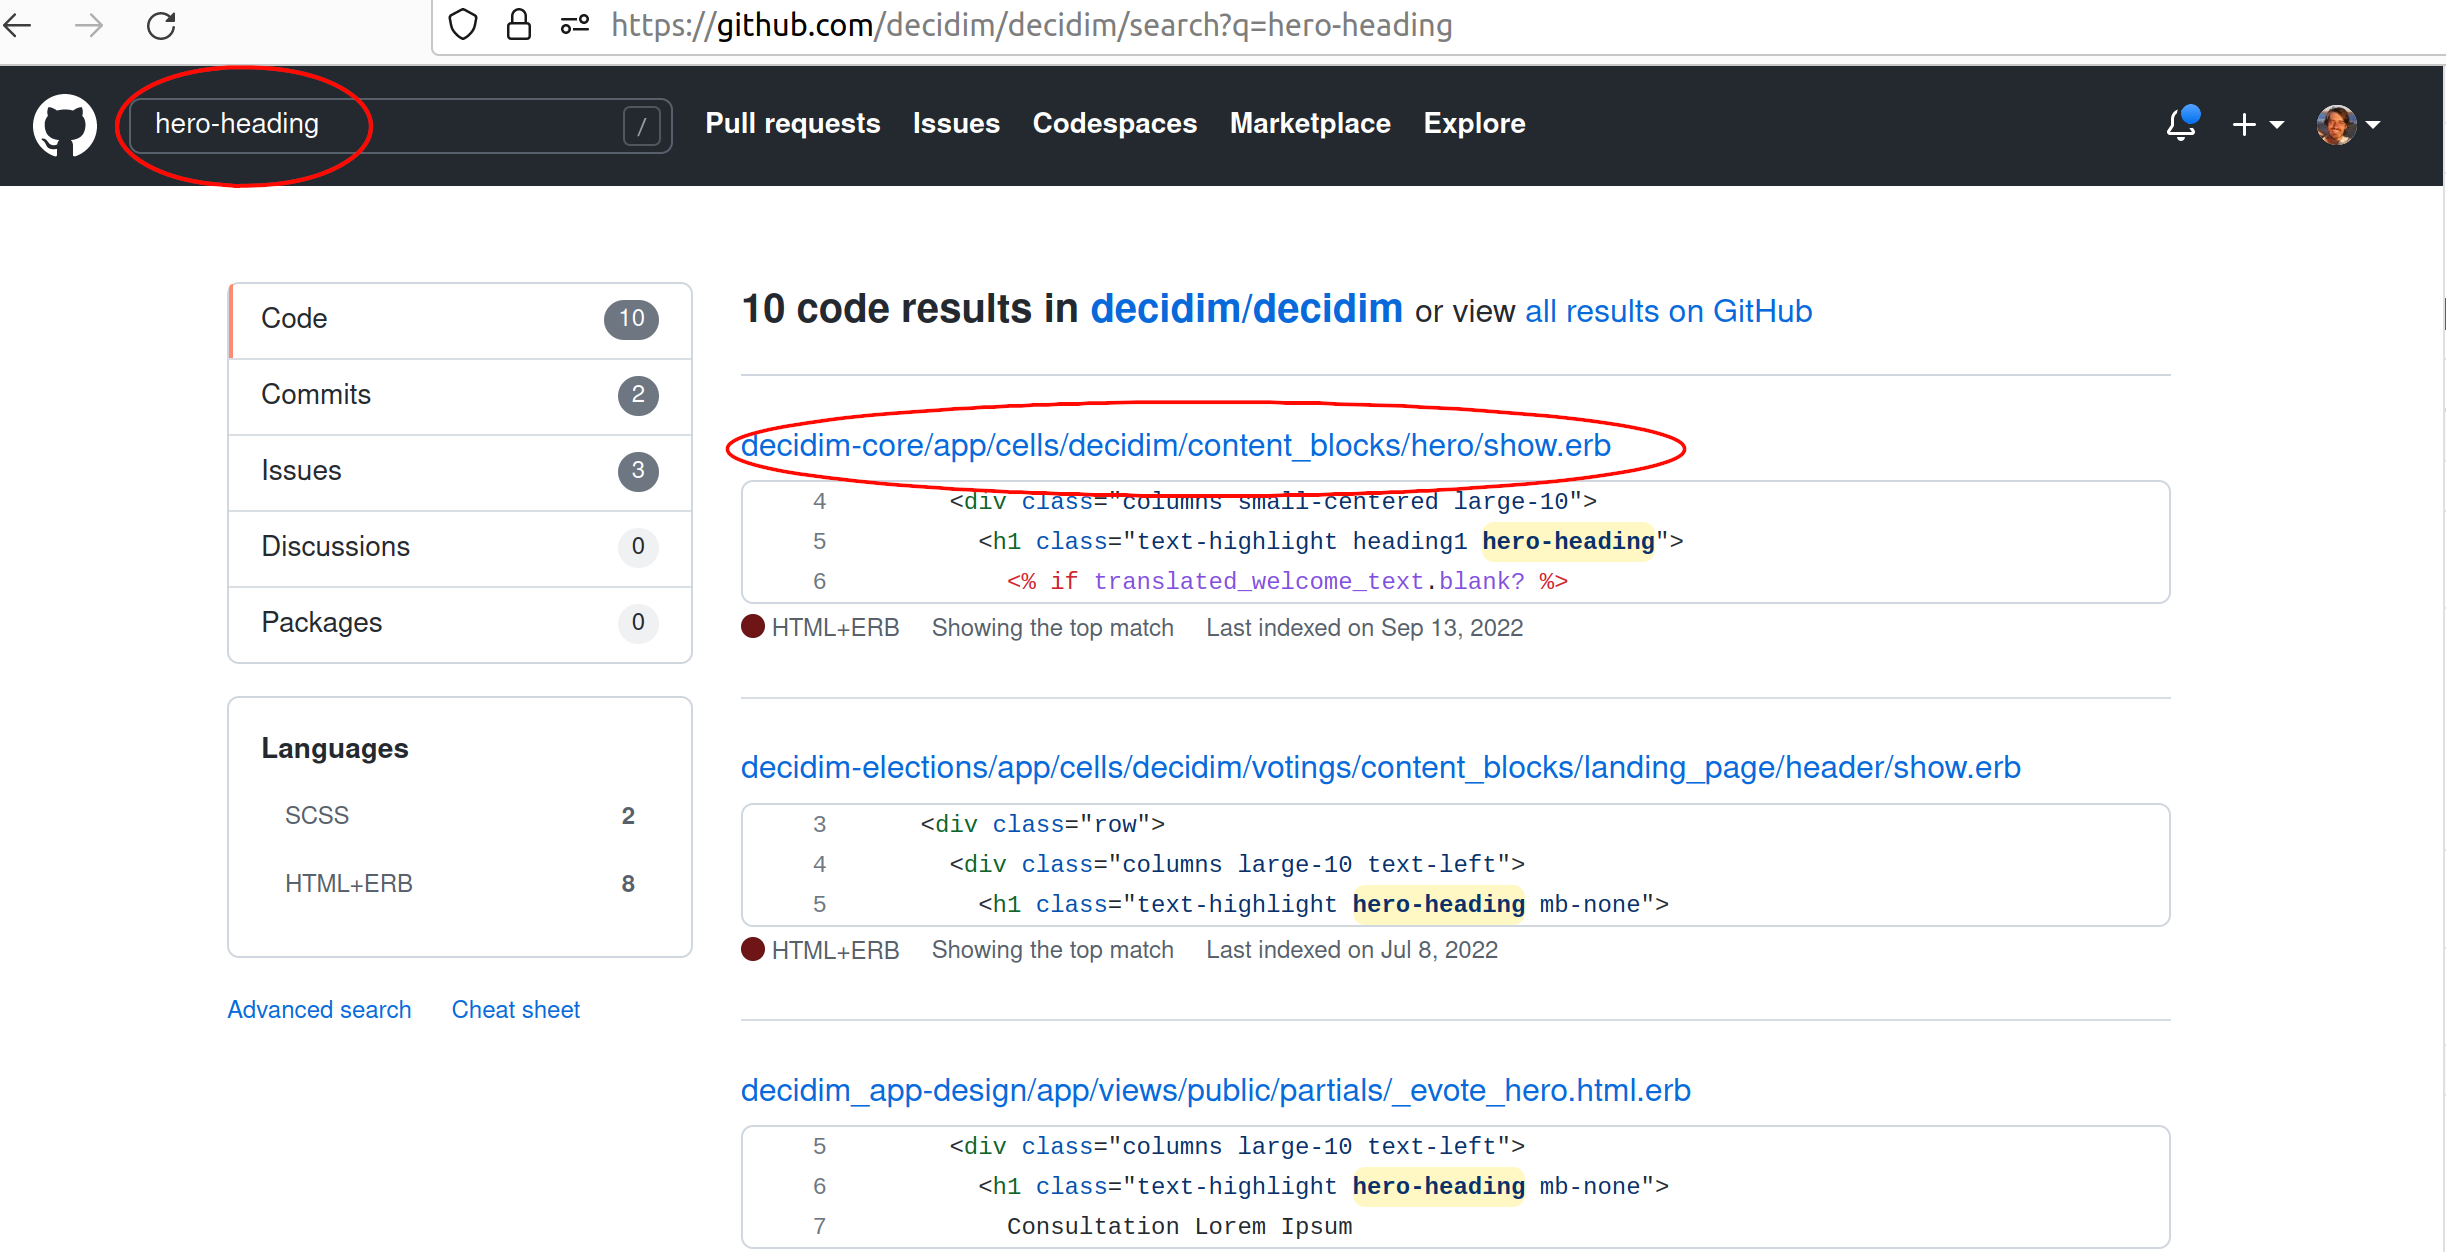 https://github.com/decidim/decidim/search?q=hero-heading
hero-heading / Pull requests Issues Codespaces Marketplace Explore
Code 10
Commits 2
Issues 3
Discussions 0
Packages 0
Languages
SCSS 2
HTML+ERB 8
Advanced search Cheat sheet
10 code results in decidim/decidim or view all results on GitHub
decidim-core/app/cells/decidim/content_blocks/hero/show.erb
4 <div class="columns small-centered large-10">
5 <h1 class="text-highlight heading1 hero-heading">
6 <% if translated_welcome_text.blank? %>
HTML+ERB Showing the top match Last indexed on Sep 13, 2022
decidim-elections/app/cells/decidim/votings/content_blocks/landing_page/header/show.erb
3 <div class="row">
4 <div class="columns large-10 text-left">
5 <h1 class="text-highlight hero-heading mb-none">
HTML+ERB Showing the top match Last indexed on Jul 8, 2022
decidim_app-design/app/views/public/partials/_evote_hero.html.erb
5 <div class="columns large-10 text-left">
6 <h1 class="text-highlight hero-heading mb-none">
7 Consultation Lorem Ipsum